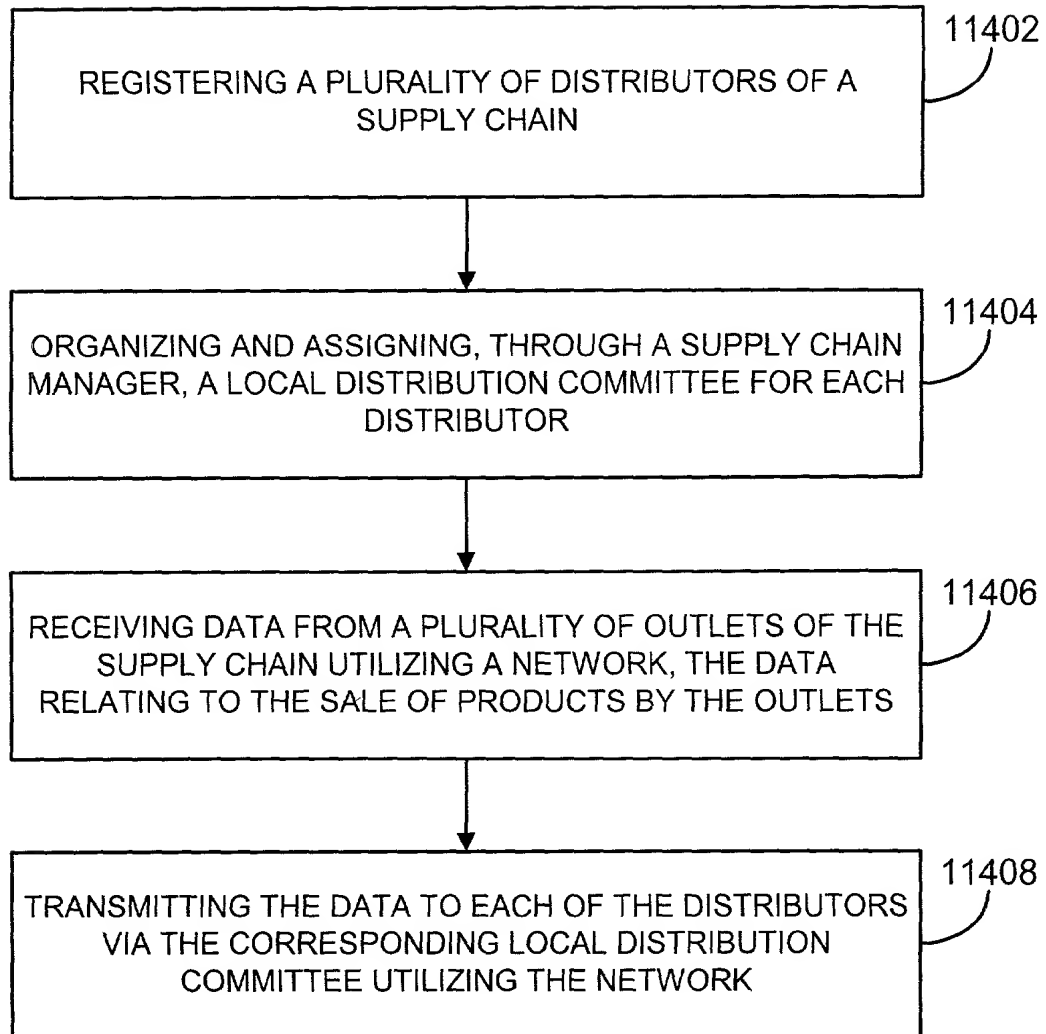 11402
REGISTERING A PLURALITY OF DISTRIBUTORS OF A
SUPPLY CHAIN
11404
ORGANIZING AND ASSIGNING, THROUGH A SUPPLY CHAIN
MANAGER, A LOCAL DISTRIBUTION COMMITTEE FOR EACH
DISTRIBUTOR
11406
RECEIVING DATA FROM A PLURALITY OF OUTLETS OF THE
SUPPLY CHAIN UTILIZING A NETWORK, THE DATA
RELATING TO THE SALE OF PRODUCTS BY THE OUTLETS
11408
TRANSMITTING THE DATA TO EACH OF THE DISTRIBUTORS
VIA THE CORRESPONDING LOCAL DISTRIBUTION
COMMITTEE UTILIZING THE NETWORK